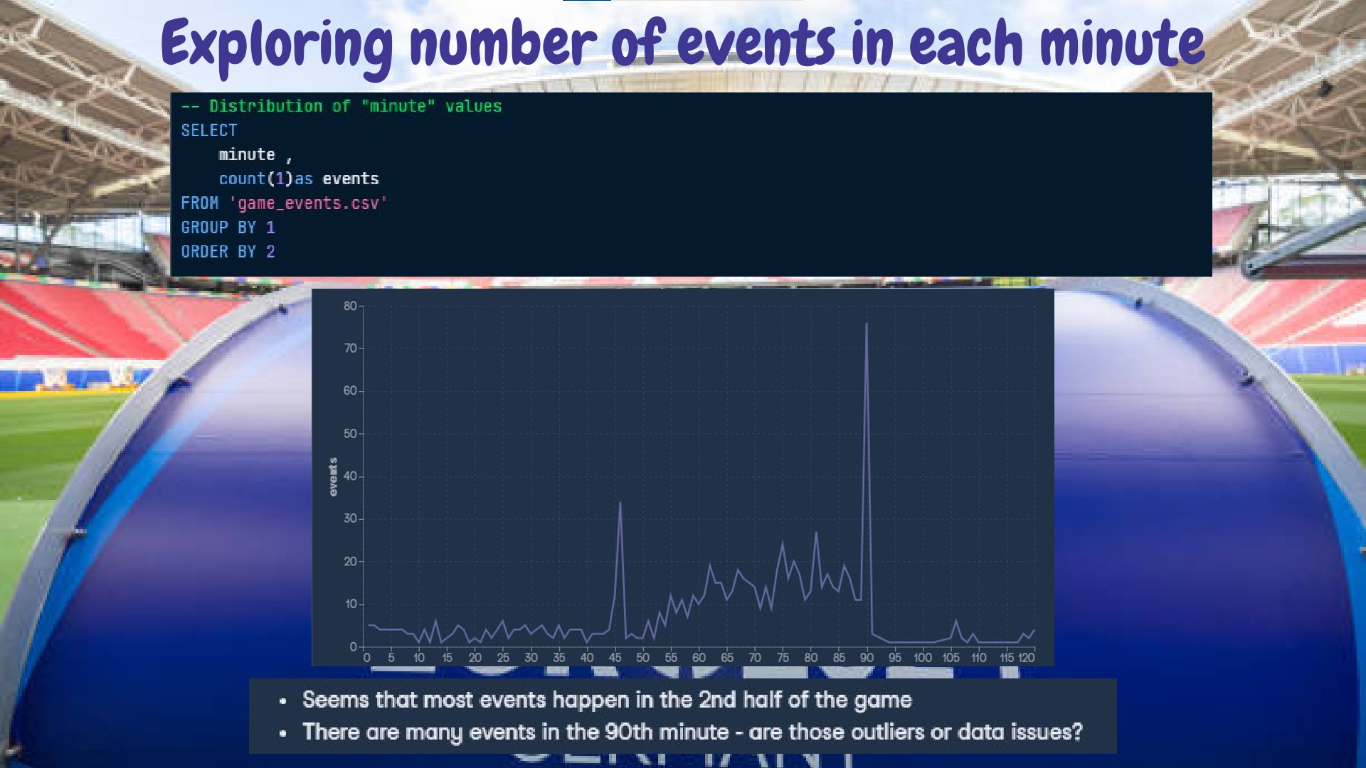 Exploring number of events in each minute
-- Distribution of "minute" values
SELECT
minute ,
count(1)as events
FROM 'game_events.csv'
GROUP BY 1
ORDER BY 2
80
70
60
50
40
30
20
10
0
events
0 5 10 15 20 25 30 35 40 45 50 55 60 65 70 75 80 85 90 95 100 105 110 115 120
• Seems that most events happen in the 2nd half of the game
• There are many events in the 90th minute - are those outliers or data issues?